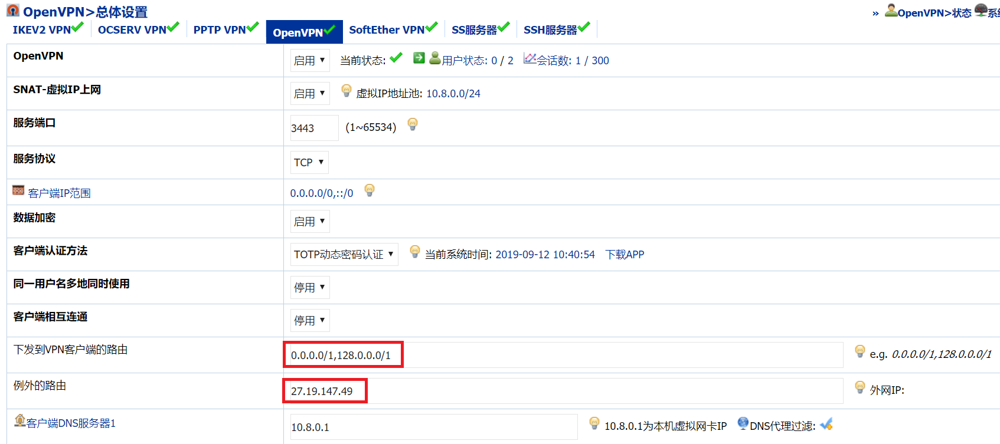 OpenVPN>总体设置
» OpenVPN>状态 系统
IKEV2 VPN OCSERV VPN PPTP VPN OpenVPN SoftEther VPN SS服务器 SSH服务器
OpenVPN 启用 当前状态: 用户状态: 0 / 2 会话数: 1 / 300
SNAT-虚拟IP上网 启用 虚拟IP地址池: 10.8.0.0/24
服务端口 3443 (1~65534)
服务协议 TCP
客户端IP范围 0.0.0.0/0,::/0
数据加密 启用
客户端认证方法 TOTP动态密码认证 当前系统时间: 2019-09-12 10:40:54 下载APP
同一用户名多地同时使用 停用
客户端相互连通 停用
下发到VPN客户端的路由 0.0.0.0/1,128.0.0.0/1 e.g. 0.0.0.0/1,128.0.0.0/1
例外的路由 27.19.147.49 外网IP:
客户端DNS服务器1 10.8.0.1 10.8.0.1为本机虚拟网卡IP DNS代理过滤: